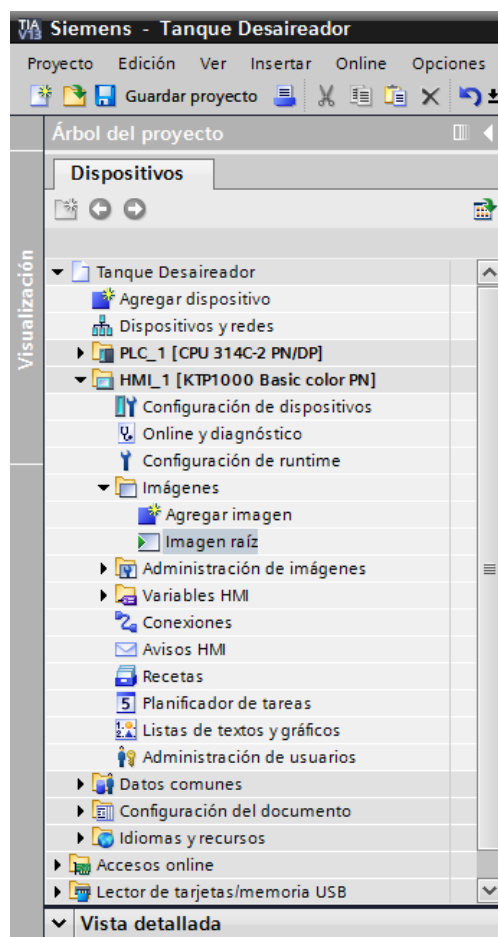 TIA V13 Siemens - Tanque Desaireador
Proyecto Edición Ver Insertar Online Opciones
Guardar proyecto
Árbol del proyecto
Dispositivos
Visualización
Tanque Desaireador
Agregar dispositivo
Dispositivos y redes
PLC_1 [CPU 314C-2 PN/DP]
HMI_1 [KTP1000 Basic color PN]
Configuración de dispositivos
Online y diagnóstico
Configuración de runtime
Imágenes
Agregar imagen
Imagen raíz
Administración de imágenes
Variables HMI
Conexiones
Avisos HMI
Recetas
Planificador de tareas
Listas de textos y gráficos
Administración de usuarios
Datos comunes
Configuración del documento
Idiomas y recursos
Accesos online
Lector de tarjetas/memoria USB
Vista detallada